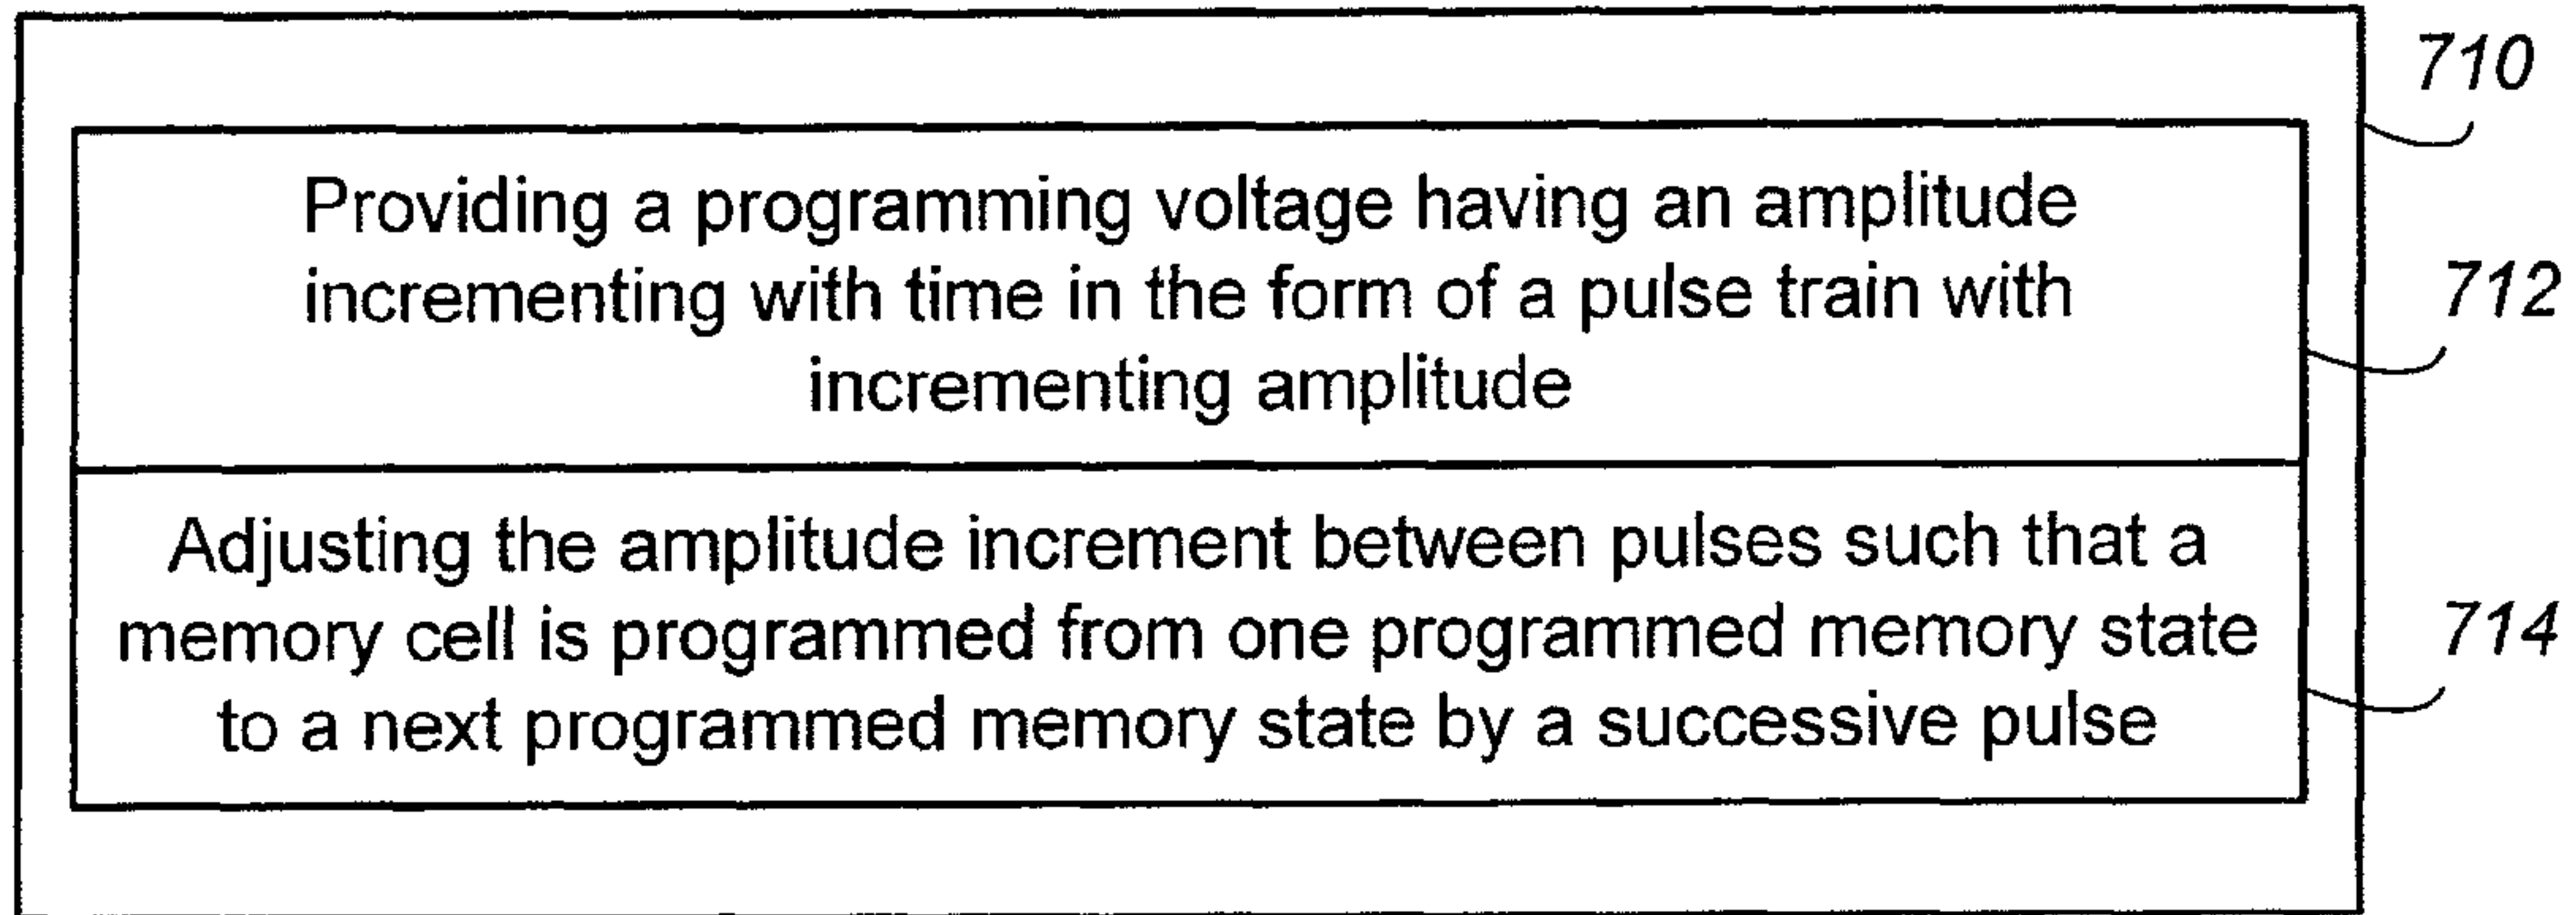 710
Providing a programming voltage having an amplitude
incrementing with time in the form of a pulse train with
incrementing amplitude
712
Adjusting the amplitude increment between pulses such that a
memory cell is programmed from one programmed memory state
to a next programmed memory state by a successive pulse
714